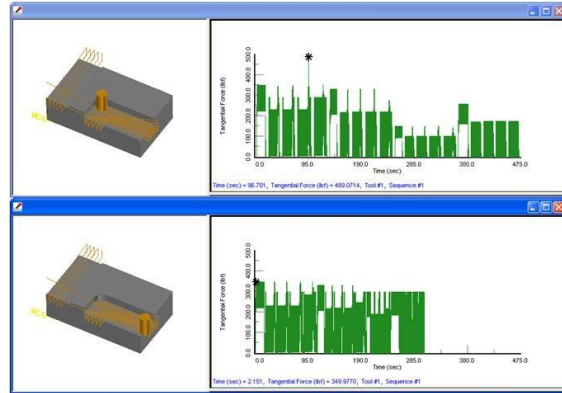 500.0
400.0
300.0
200.0
100.0
0.0
Tangential Force (lbf)
0.0 95.0 190.0 285.0 380.0 475.0
Time (sec)
Time (sec) = 96.701, Tangential Force (lbf) = 489.0714, Tool #1, Sequence #1
500.0
400.0
300.0
200.0
100.0
0.0
Tangential Force (lbf)
0.0 95.0 190.0 285.0 380.0 475.0
Time (sec)
Time (sec) = 2.151, Tangential Force (lbf) = 349.9770, Tool #1, Sequence #1